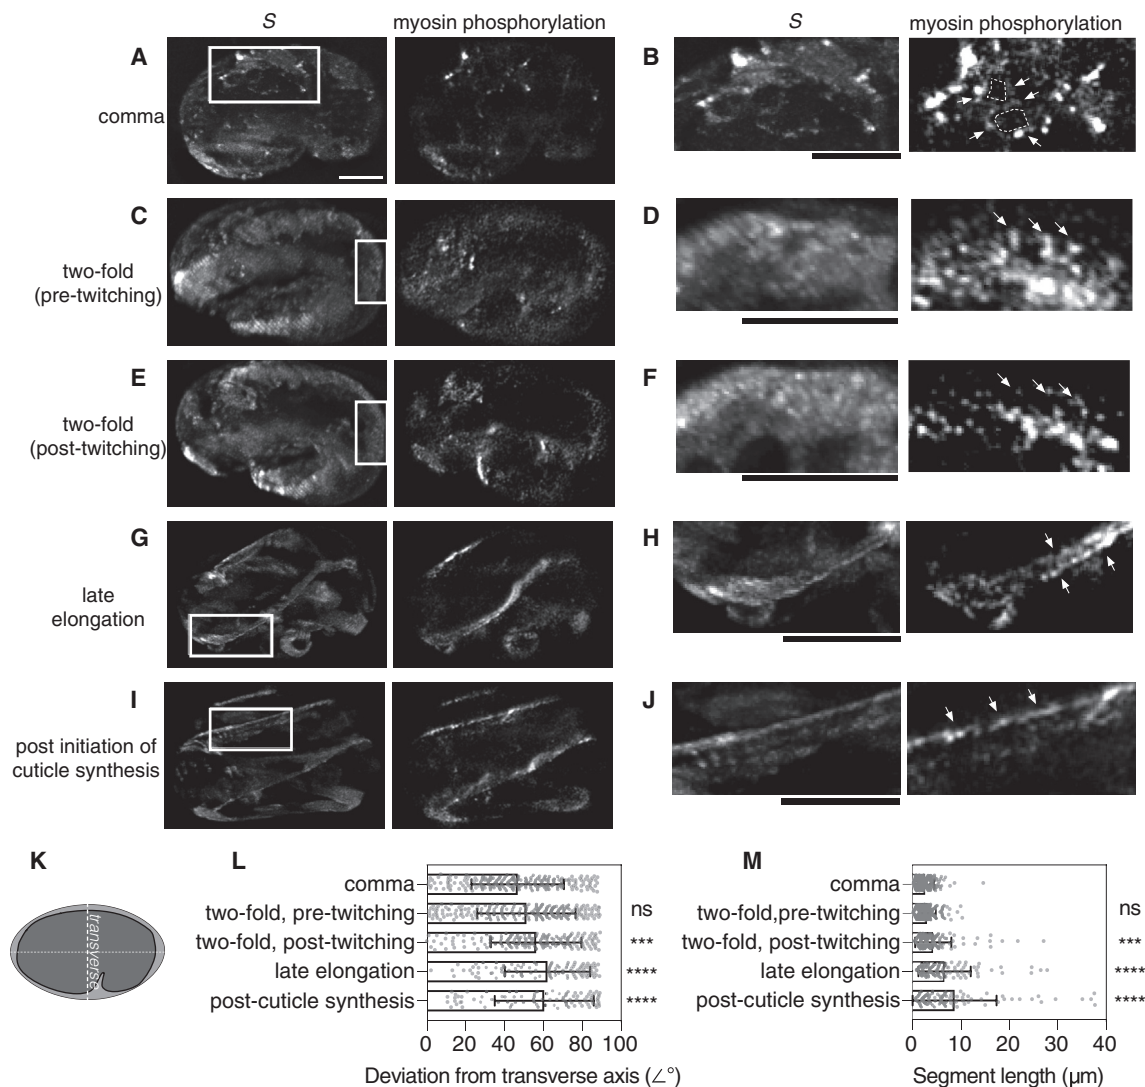 S
myosin phosphorylation
S
myosin phosphorylation
A
comma
B
C
two-fold
(pre-twitching)
D
E
two-fold
(post-twitching)
F
G
late
elongation
H
I
post initiation of
cuticle synthesis
J
K
transverse
L
comma
two-fold, pre-twitching
two-fold, post-twitching
late elongation
post-cuticle synthesis
ns
***
****
****
0 20 40 60 80 100
Deviation from transverse axis (∠°)
M
comma
two-fold,pre-twitching
two-fold, post-twitching
late elongation
post-cuticle synthesis
ns
***
****
****
0 10 20 30 40
Segment length (µm)